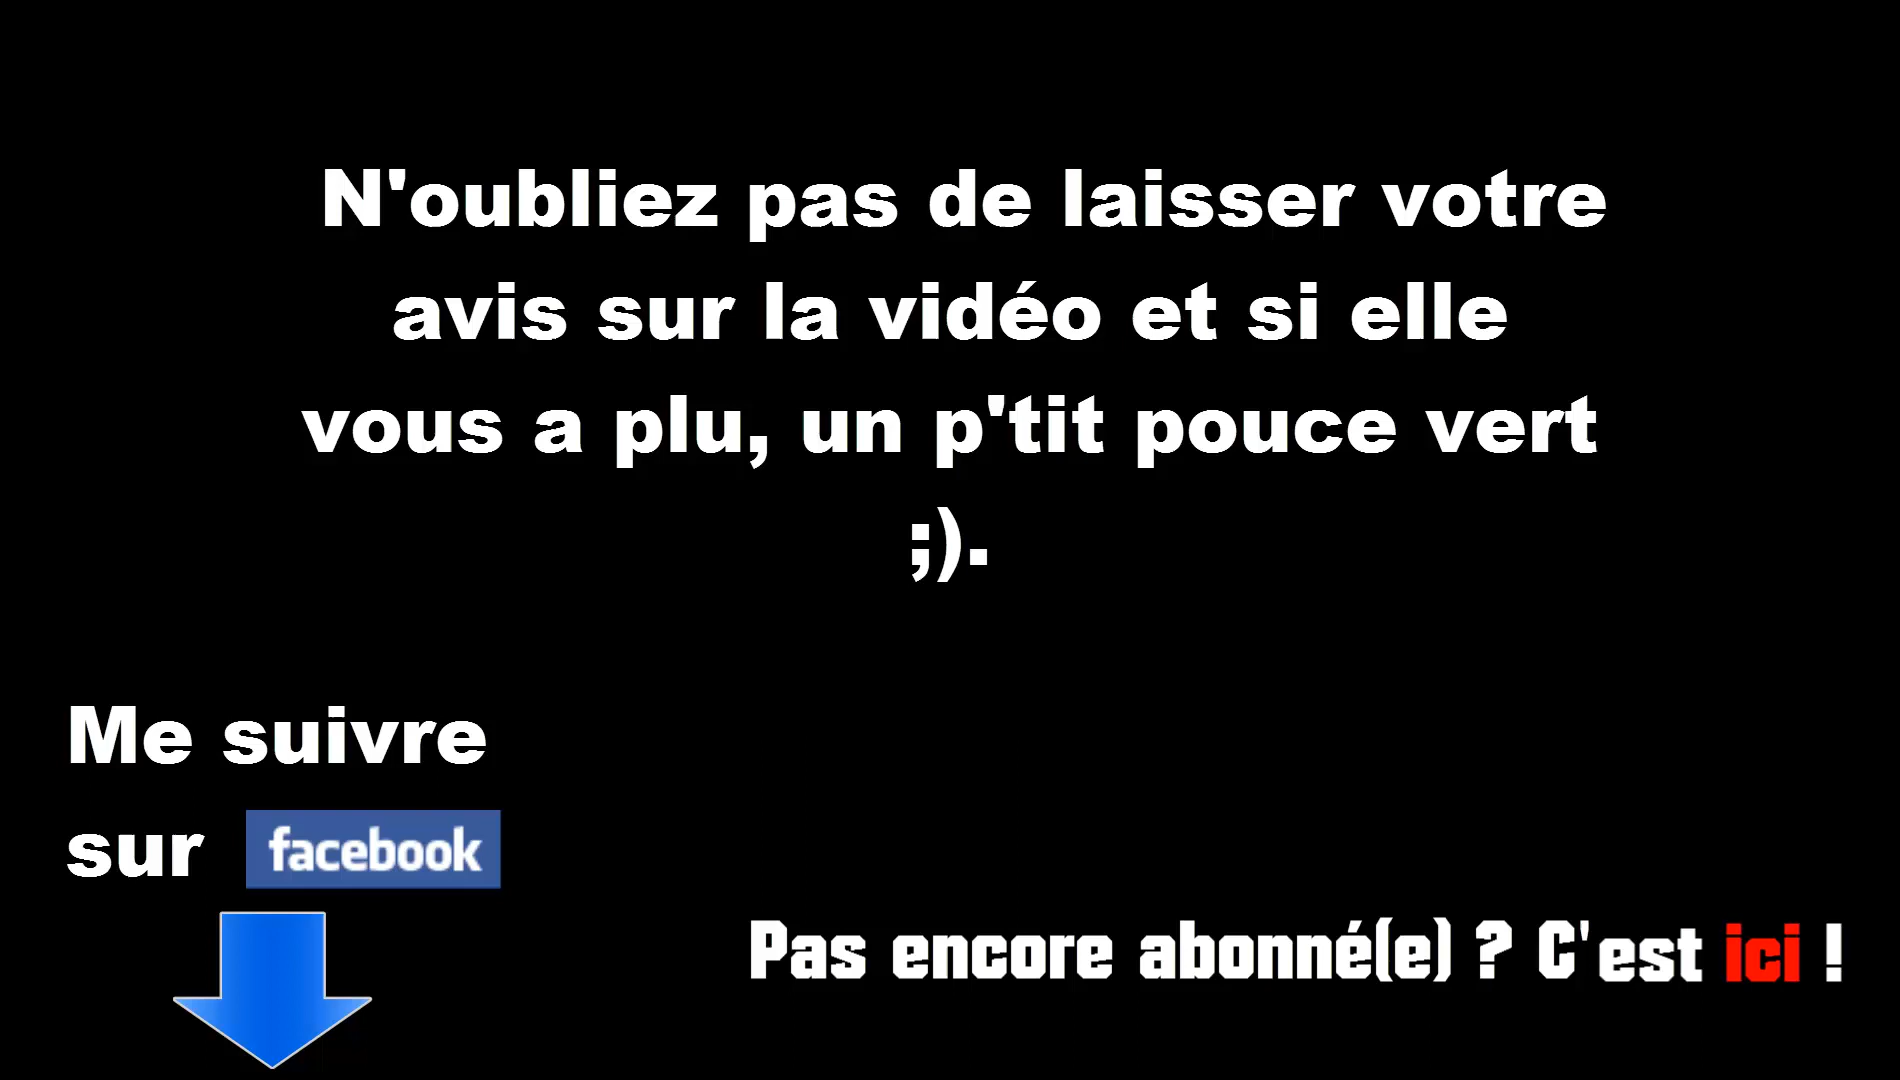 N'oubliez pas de laisser votre
avis sur la vidéo et si elle
vous a plu, un p'tit pouce vert
;).
Me suivre
sur facebook
Pas encore abonné(e) ? C'est ici !